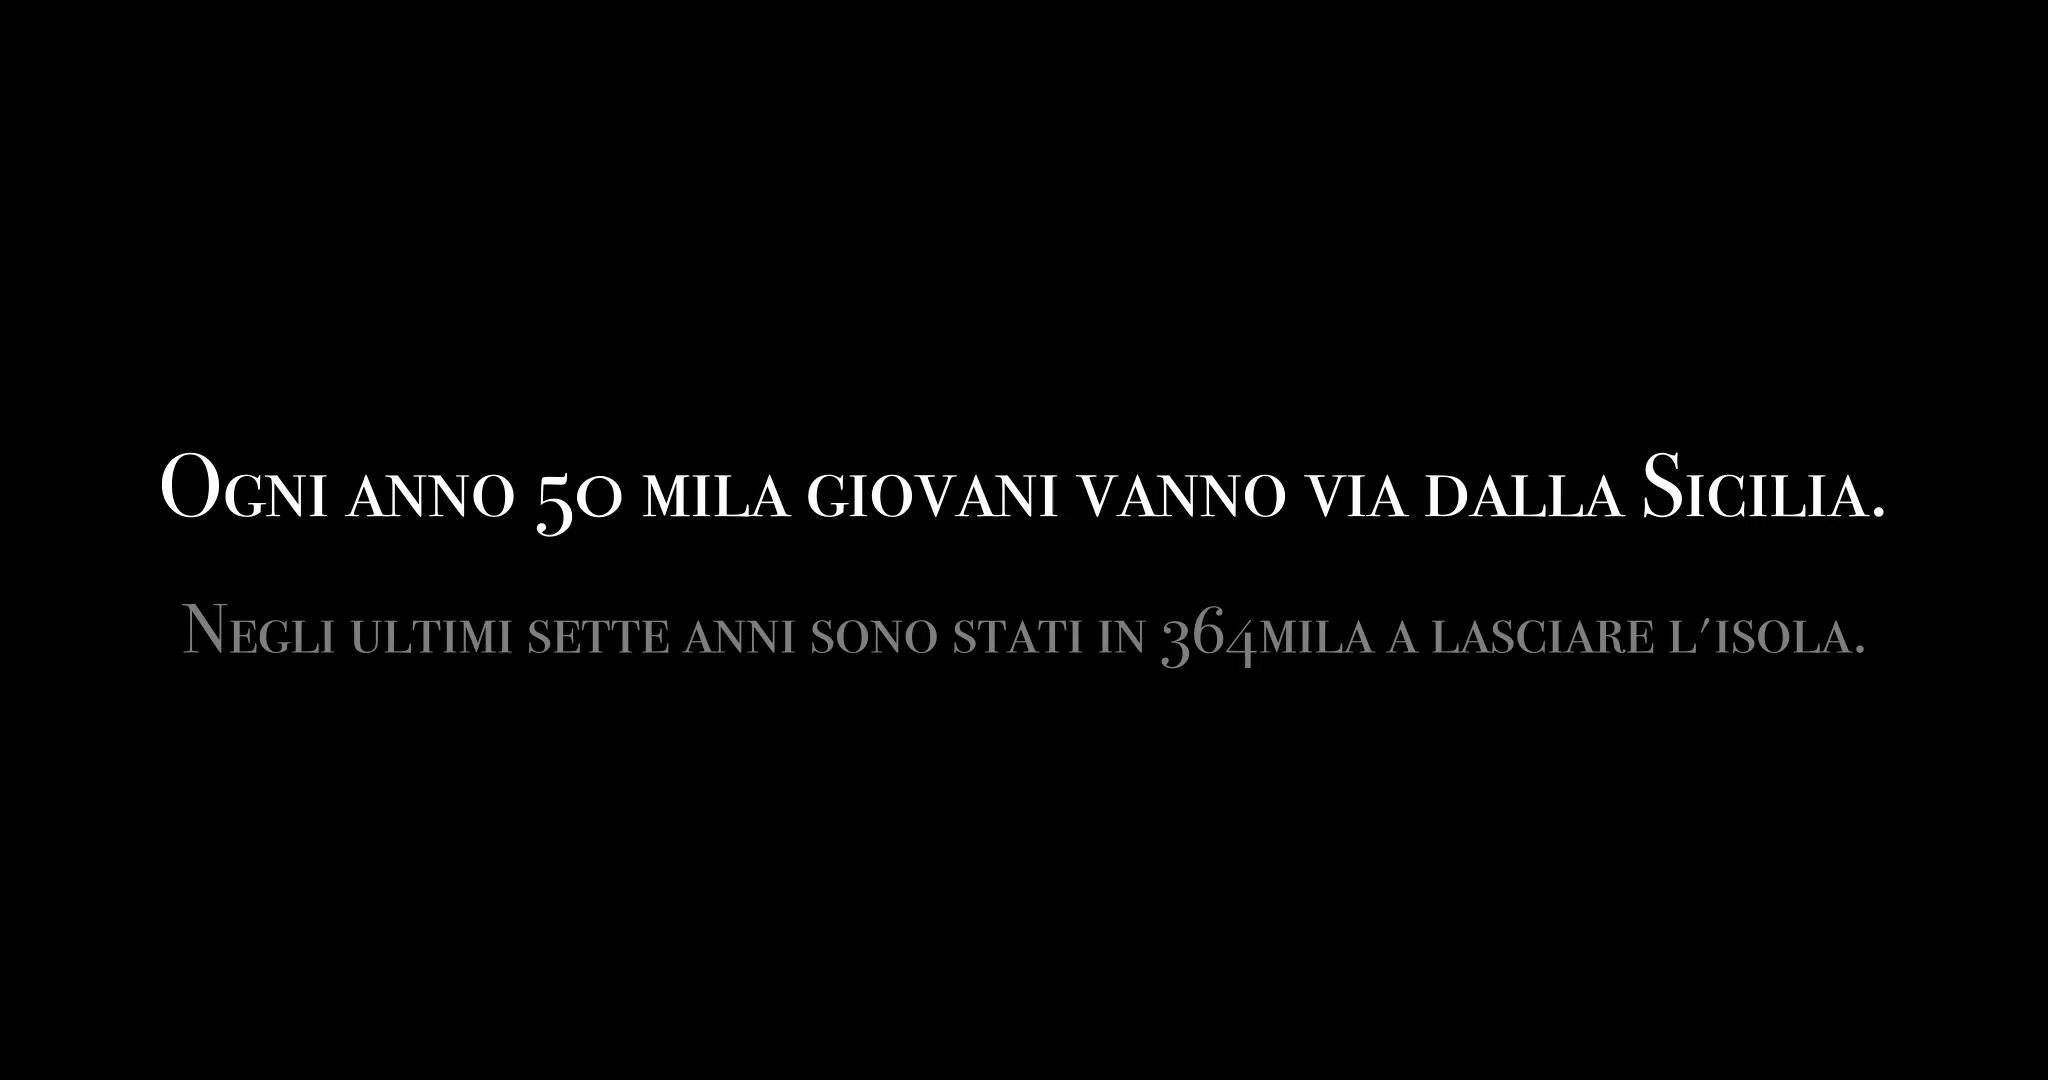 Ogni anno 50 mila giovani vanno via dalla Sicilia.
Negli ultimi sette anni sono stati in 364mila a lasciare l'isola.